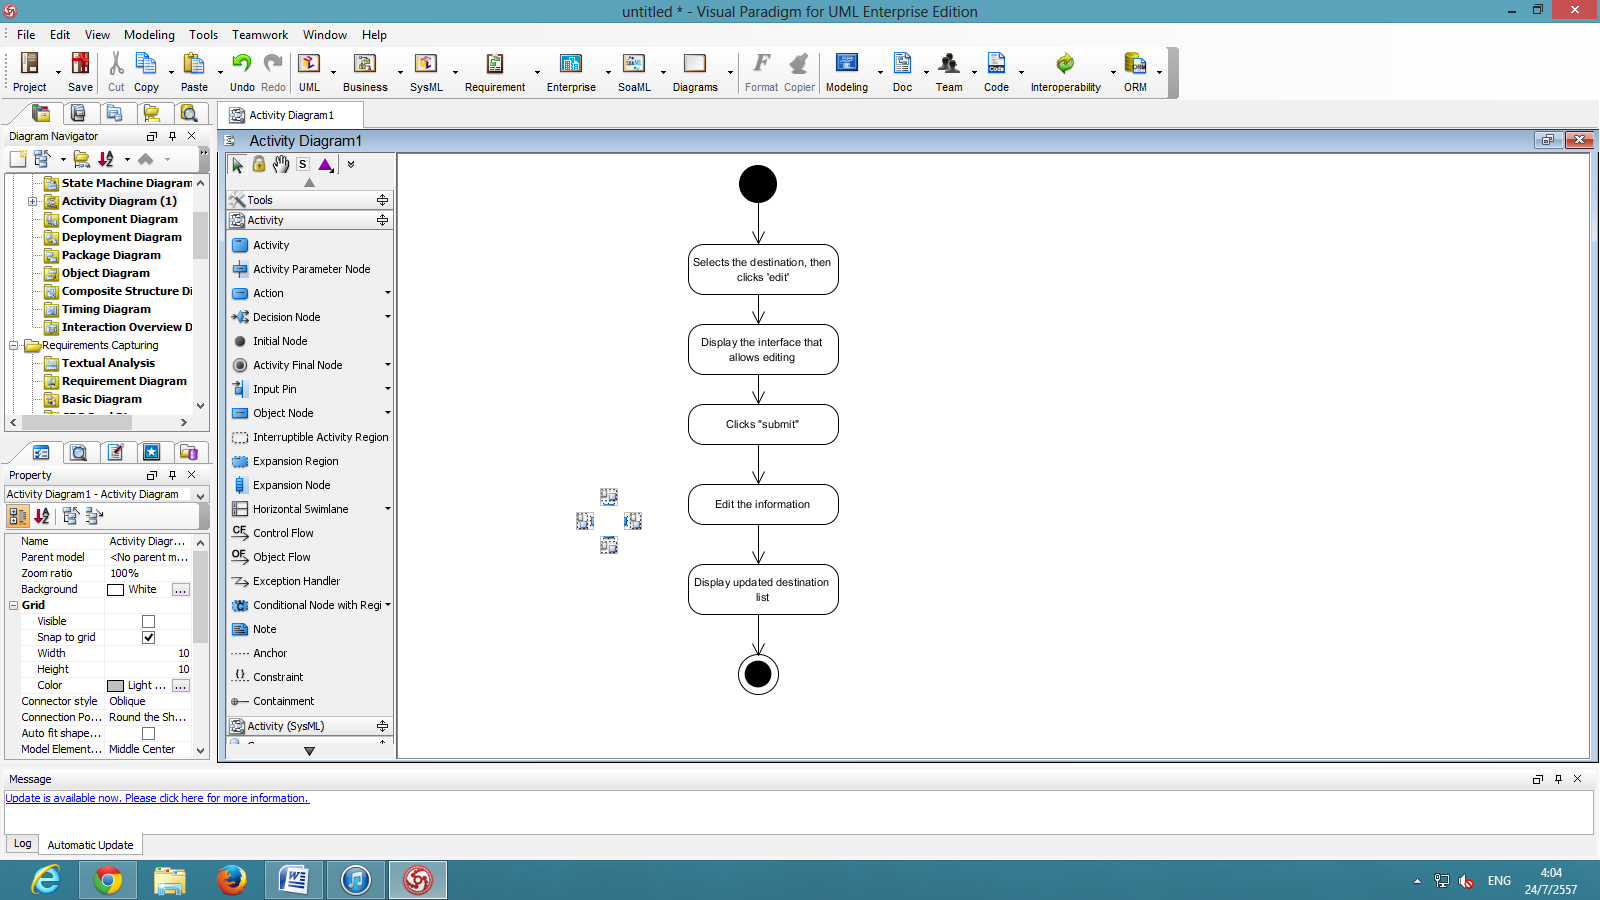 untitled * - Visual Paradigm for UML Enterprise Edition
File Edit View Modeling Tools Teamwork Window Help
Project Save Cut Copy Paste Undo Redo UML Business SysML Requirement Enterprise SoaML Diagrams Format Copier Modeling Doc Team Code Interoperability ORM
Activity Diagram1
Diagram Navigator
State Machine Diagram
Activity Diagram (1)
Component Diagram
Deployment Diagram
Package Diagram
Object Diagram
Composite Structure Di
Timing Diagram
Interaction Overview D
Requirements Capturing
Textual Analysis
Requirement Diagram
Basic Diagram
Property
Activity Diagram1 - Activity Diagram
Name Activity Diagr...
Parent model <No parent m...
Zoom ratio 100%
Background White ...
Grid
Visible
Snap to grid
Width 10
Height 10
Color Light ... ...
Connector style Oblique
Connection Po... Round the Sh...
Auto fit shape...
Model Element... Middle Center
Activity Diagram1
S
Tools
Activity
Activity
Activity Parameter Node
Action
Decision Node
Initial Node
Activity Final Node
Input Pin
Object Node
Interruptible Activity Region
Expansion Region
Expansion Node
Horizontal Swimlane
CF Control Flow
OF Object Flow
Exception Handler
Conditional Node with Regi
Note
Anchor
Constraint
Containment
Activity (SysML)
Selects the destination, then
clicks 'edit'
Display the interface that
allows editing
Clicks "submit"
Edit the information
Display updated destination
list
Message
Update is available now. Please click here for more information.
Log Automatic Update
ENG
4:04
24/7/2557